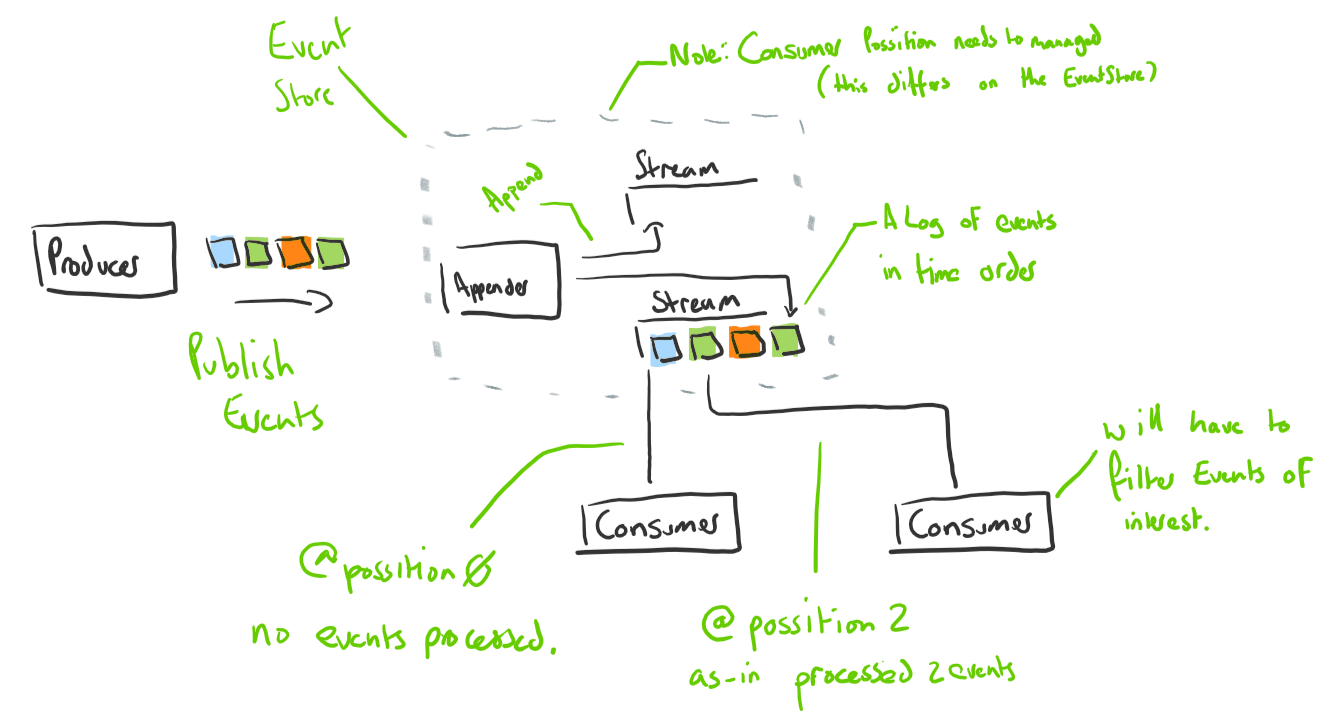 Event
Store
Note: Consumer Possition needs to managed
(this differs on the EventStore)
Stream
Append
Producer
Appender
A Log of events
in time order
Stream
Publish
Events
will have to
filter Events of
interest.
Consumer
Consumer
@possition 0
no events processed.
@ possition 2
as-in processed 2 events